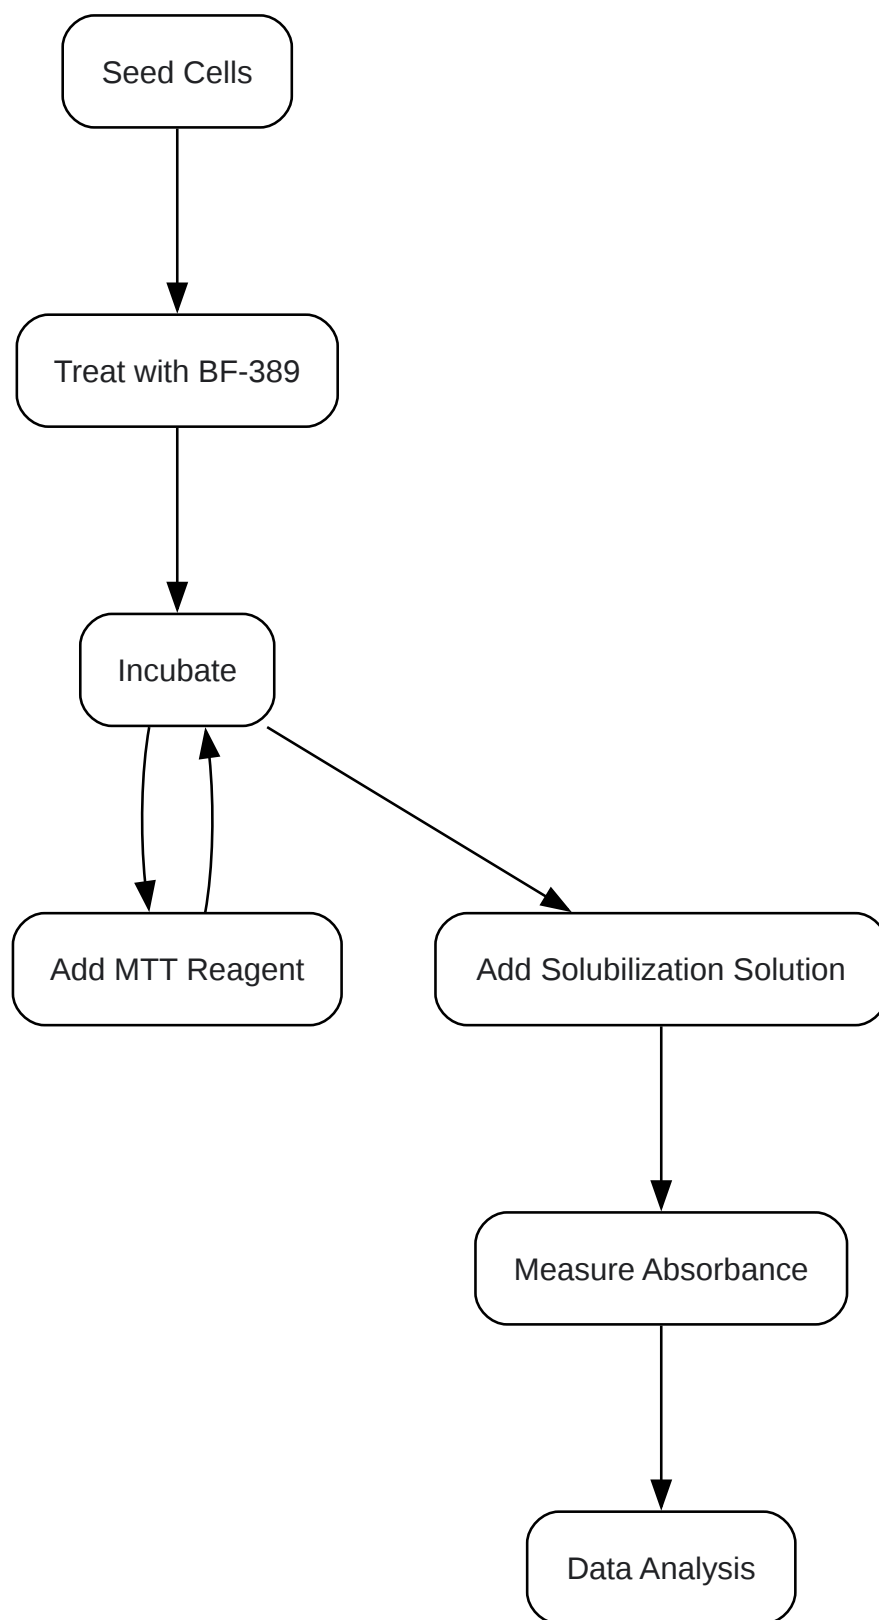 Seed Cells
Treat with BF-389
Incubate
Add MTT Reagent
Add Solubilization Solution
Measure Absorbance
Data Analysis